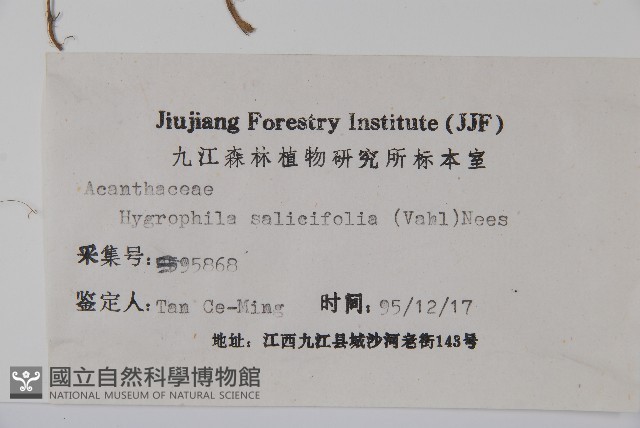 Jiujiang Forestry Institute (JJF)
九江森林植物研究所标本室
Acanthaceae
Hygrophila salicifolia (Vahl)Nees
采集号: 95868
鉴定人: Tan Ce-Ming 时间: 95/12/17
地址: 江西九江县城沙河老街143号
國立自然科學博物館
NATIONAL MUSEUM OF NATURAL SCIENCE